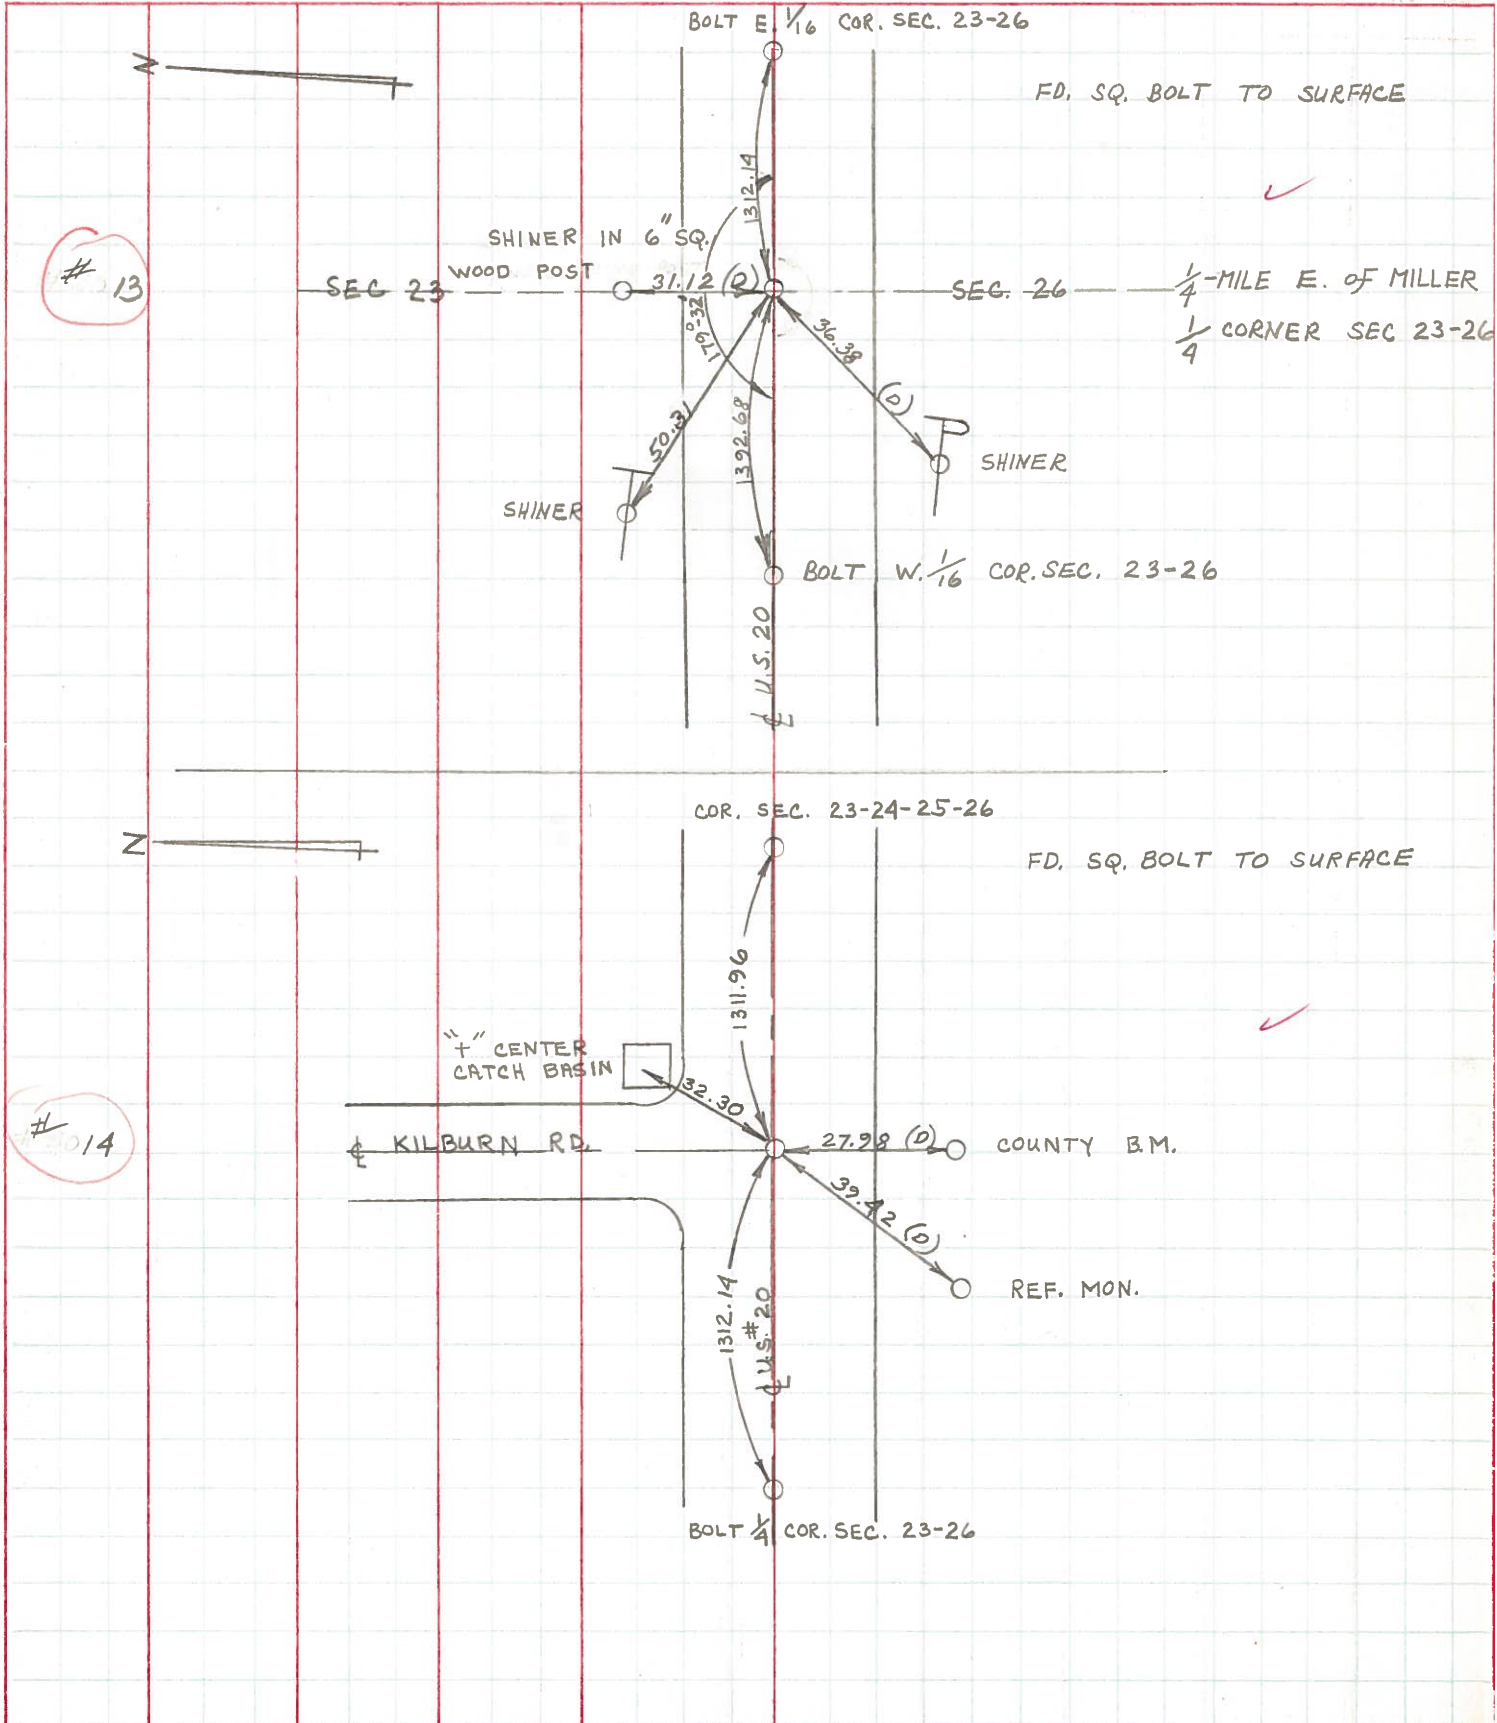 BOLT E. 1/16 COR. SEC. 23-26
N
FD. SQ. BOLT TO SURFACE
1312.14
SHINER IN 6" SQ.
WOOD POST
# 13
SEC 23
31.12 (D)
SEC. 26
1/4-MILE E. OF MILLER
1/4 CORNER SEC 23-26
179°-32'
36.38 (D)
50.31
1392.68
SHINER
SHINER
BOLT W. 1/16 COR. SEC. 23-26
℄ U.S. 20
COR. SEC. 23-24-25-26
N
FD. SQ. BOLT TO SURFACE
1311.96
"+" CENTER
CATCH BASIN
32.30
# 14
℄ KILBURN RD.
27.98 (D)
COUNTY B.M.
39.42 (D)
REF. MON.
1312.14
℄ U.S. #20
BOLT 1/4 COR. SEC. 23-26